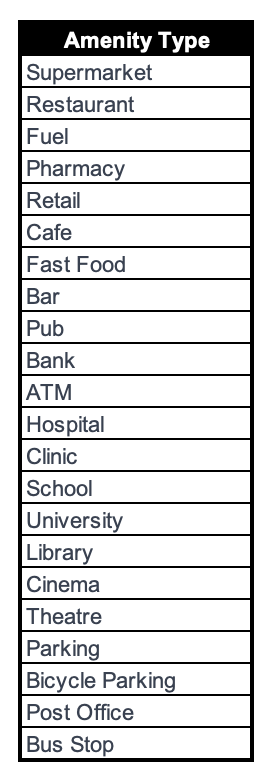 Amenity Type
Supermarket
Restaurant
Fuel
Pharmacy
Retail
Cafe
Fast Food
Bar
Pub
Bank
ATM
Hospital
Clinic
School
University
Library
Cinema
Theatre
Parking
Bicycle Parking
Post Office
Bus Stop